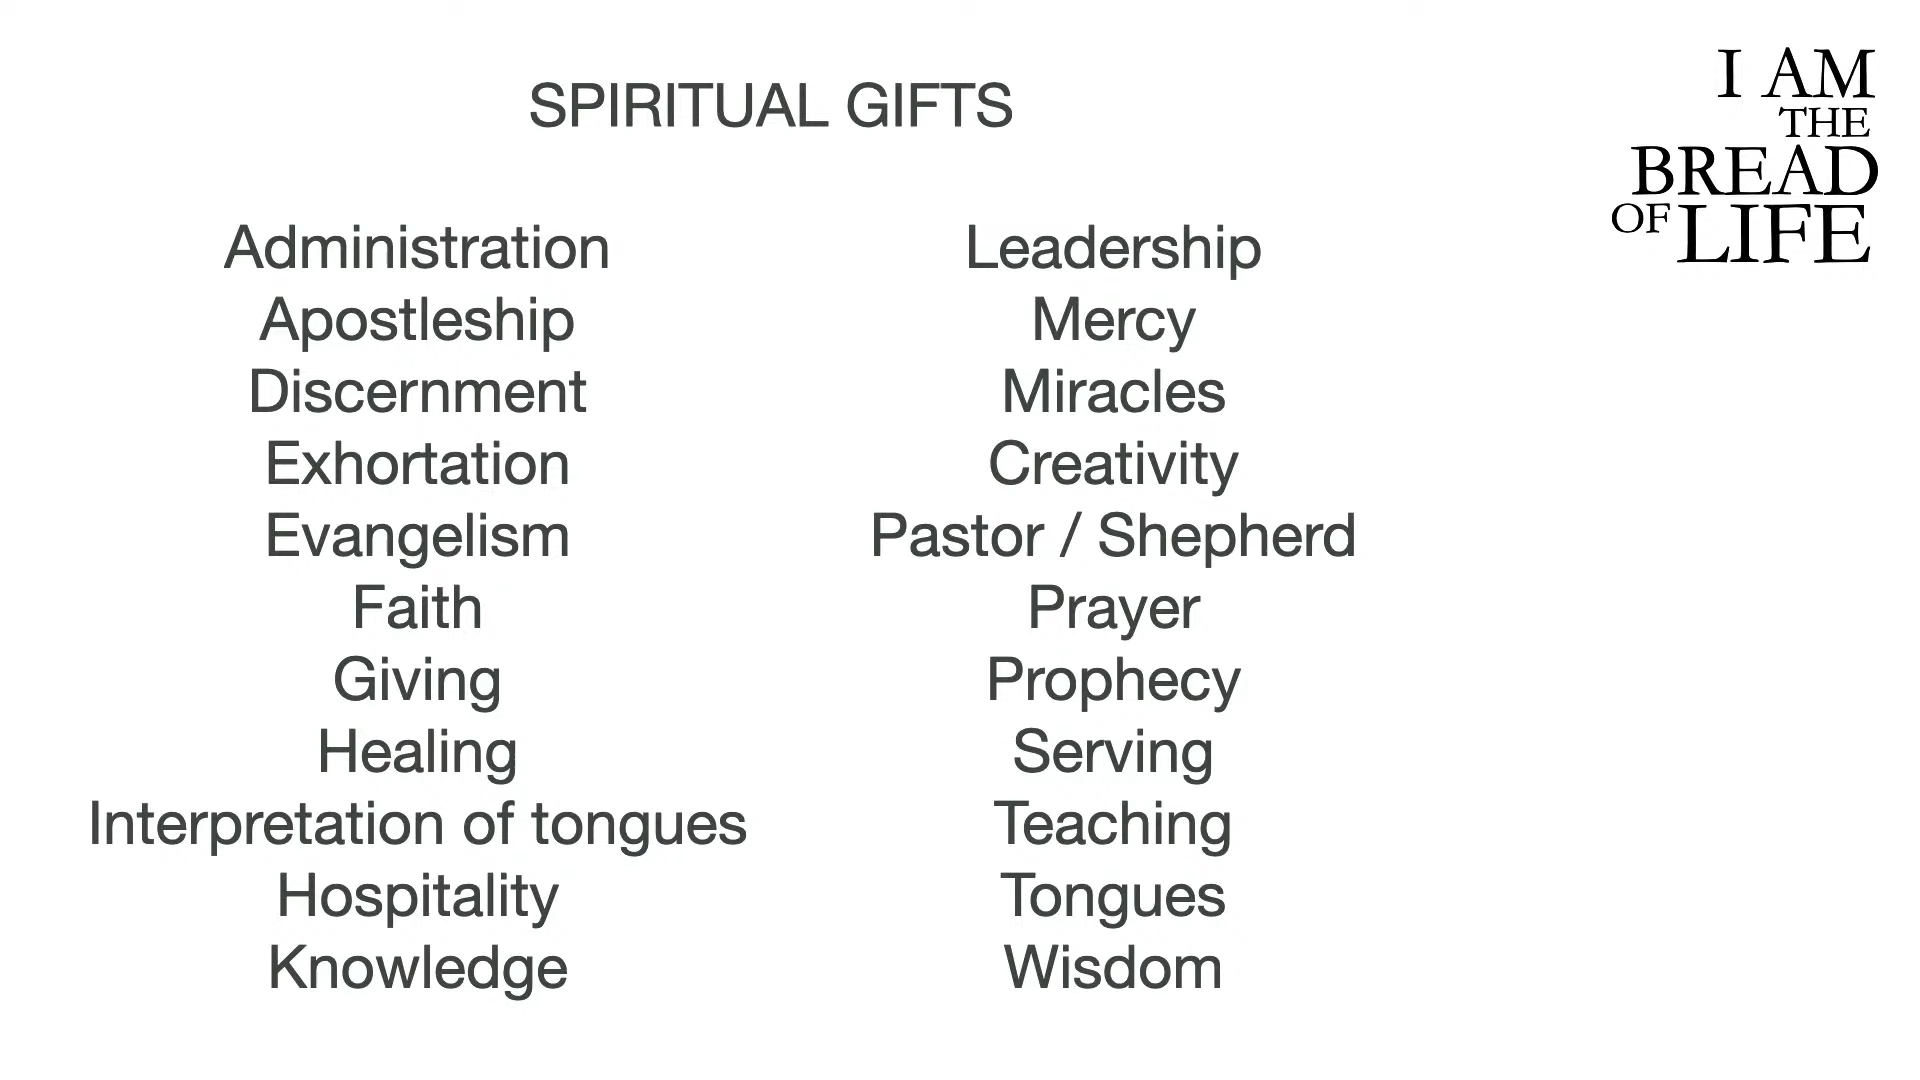 SPIRITUAL GIFTS
Administration
Apostleship
Discernment
Exhortation
Evangelism
Faith
Giving
Healing
Interpretation of tongues
Hospitality
Knowledge
Leadership
Mercy
Miracles
Creativity
Pastor / Shepherd
Prayer
Prophecy
Serving
Teaching
Tongues
Wisdom
I AM
THE
BREAD
OF LIFE